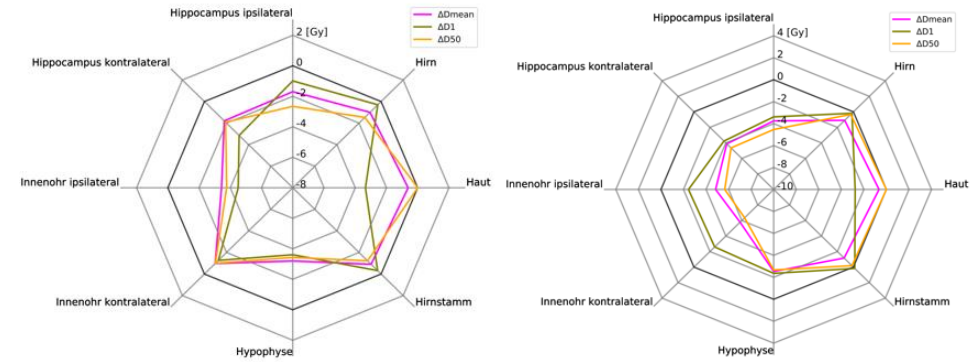 Hippocampus ipsilateral
2 [Gy]
ΔDmean
ΔD1
ΔD50
Hippocampus kontralateral
Hirn
0
-2
-4
-6
-8
Innenohr ipsilateral
Haut
Innenohr kontralateral
Hirnstamm
Hypophyse
Hippocampus ipsilateral
4 [Gy]
ΔDmean
ΔD1
ΔD50
Hippocampus kontralateral
Hirn
2
0
-2
-4
-6
-8
-10
Innenohr ipsilateral
Haut
Innenohr kontralateral
Hirnstamm
Hypophyse